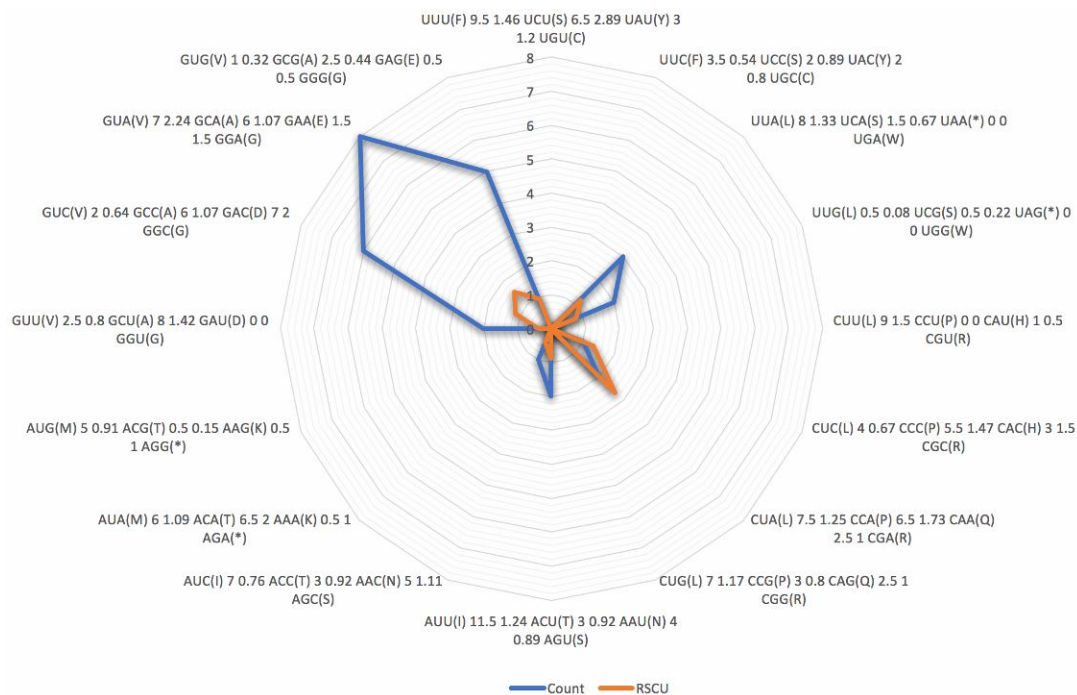 UUU(F) 9.5 1.46 UCU(S) 6.5 2.89 UAU(Y) 3
1.2 UGU(C)
GUG(V) 1 0.32 GCG(A) 2.5 0.44 GAG(E) 0.5
0.5 GGG(G)
UUC(F) 3.5 0.54 UCC(S) 2 0.89 UAC(Y) 2
0.8 UGC(C)
GUA(V) 7 2.24 GCA(A) 6 1.07 GAA(E) 1.5
1.5 GGA(G)
UUA(L) 8 1.33 UCA(S) 1.5 0.67 UAA(*) 0 0
UGA(W)
GUC(V) 2 0.64 GCC(A) 6 1.07 GAC(D) 7 2
GGC(G)
UUG(L) 0.5 0.08 UCG(S) 0.5 0.22 UAG(*) 0
0 UGG(W)
GUU(V) 2.5 0.8 GCU(A) 8 1.42 GAU(D) 0 0
GGU(G)
CUU(L) 9 1.5 CCU(P) 0 0 CAU(H) 1 0.5
CGU(R)
AUG(M) 5 0.91 ACG(T) 0.5 0.15 AAG(K) 0.5
1 AGG(*)
CUC(L) 4 0.67 CCC(P) 5.5 1.47 CAC(H) 3 1.5
CGC(R)
AUA(M) 6 1.09 ACA(T) 6.5 2 AAA(K) 0.5 1
AGA(*)
CUA(L) 7.5 1.25 CCA(P) 6.5 1.73 CAA(Q)
2.5 1 CGA(R)
AUC(I) 7 0.76 ACC(T) 3 0.92 AAC(N) 5 1.11
AGC(S)
CUG(L) 7 1.17 CCG(P) 3 0.8 CAG(Q) 2.5 1
CGG(R)
AUU(I) 11.5 1.24 ACU(T) 3 0.92 AAU(N) 4
0.89 AGU(S)
8
7
6
5
4
3
2
1
0
Count
RSCU